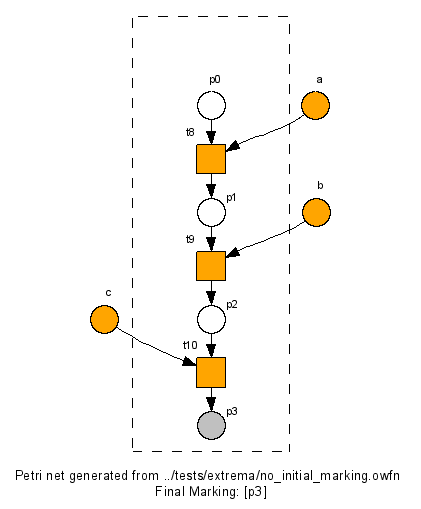 p0
a
t8
p1
b
t9
c
p2
t10
p3
Petri net generated from ../tests/extrema/no_initial_marking.owfn
Final Marking: [p3]